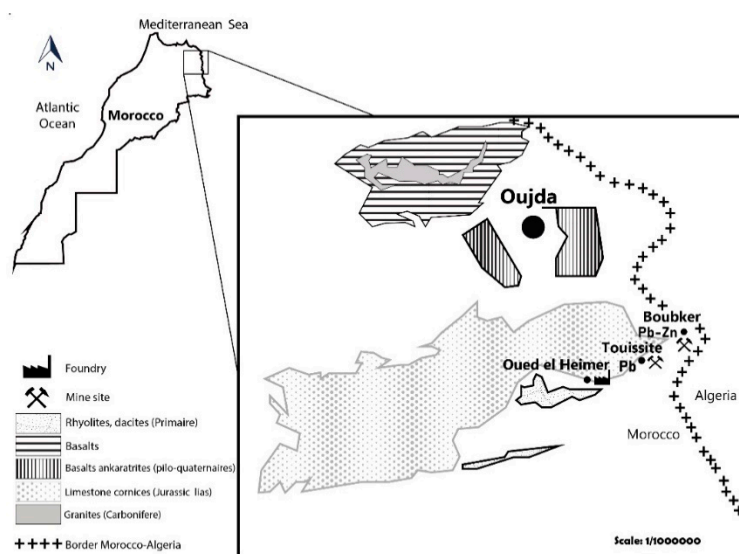 Mediterranean Sea
N
Atlantic
Ocean
Morocco
Oujda
Boubker
Pb-Zn
Touissite
Pb
Oued el Heimer
Algeria
Morocco
Foundry
Mine site
Rhyolites, dacites (Primaire)
Basalts
Basalts ankaratrites (pilo-quaternaires)
Limestone cornices (Jurassic lias)
Granites (Carbonifere)
Border Morocco-Algeria
Scale: 1/1000000